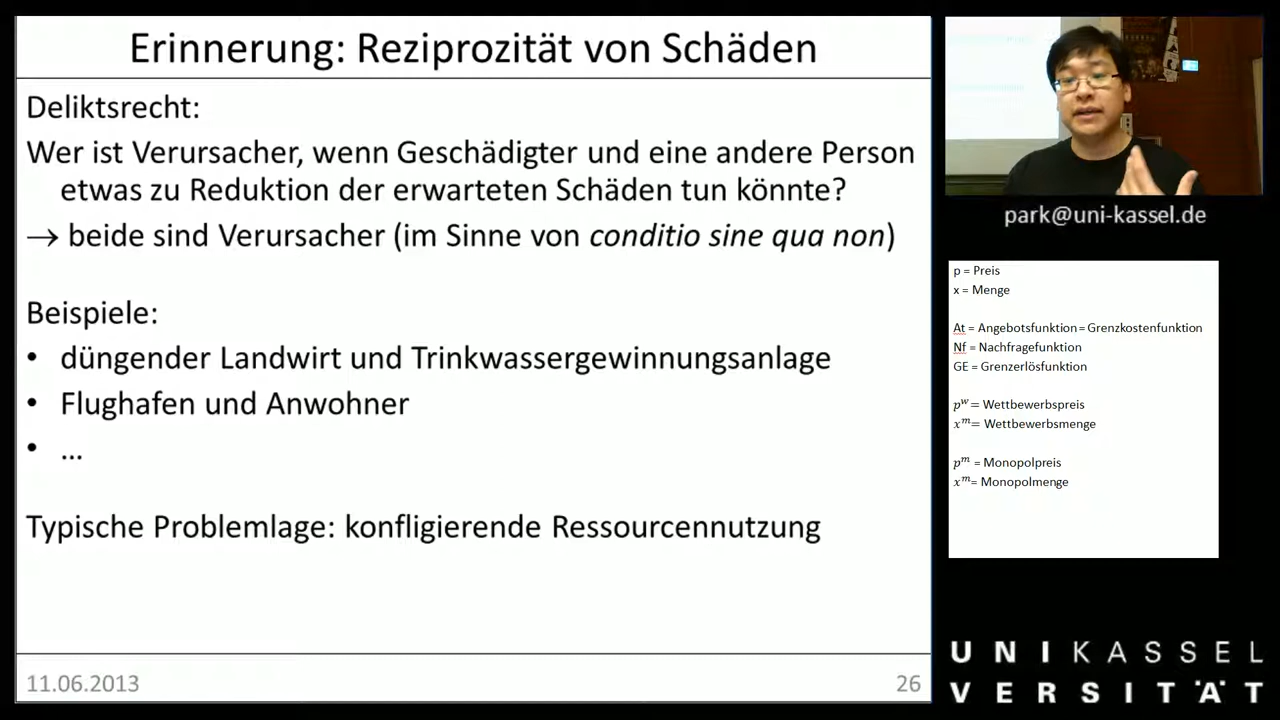 Erinnerung: Reziprozität von Schäden
Deliktsrecht:
Wer ist Verursacher, wenn Geschädigter und eine andere Person
etwas zu Reduktion der erwarteten Schäden tun könnte?
→ beide sind Verursacher (im Sinne von conditio sine qua non)
Beispiele:
• düngender Landwirt und Trinkwassergewinnungsanlage
• Flughafen und Anwohner
• ...
Typische Problemlage: konfligierende Ressourcennutzung
11.06.2013
26
park@uni-kassel.de
p = Preis
x = Menge
At = Angebotsfunktion = Grenzkostenfunktion
Nf = Nachfragefunktion
GE = Grenzerlösfunktion
p^w = Wettbewerbspreis
x^m = Wettbewerbsmenge
p^m = Monopolpreis
x^m = Monopolmenge
UNIKASSEL
VERSITÄT